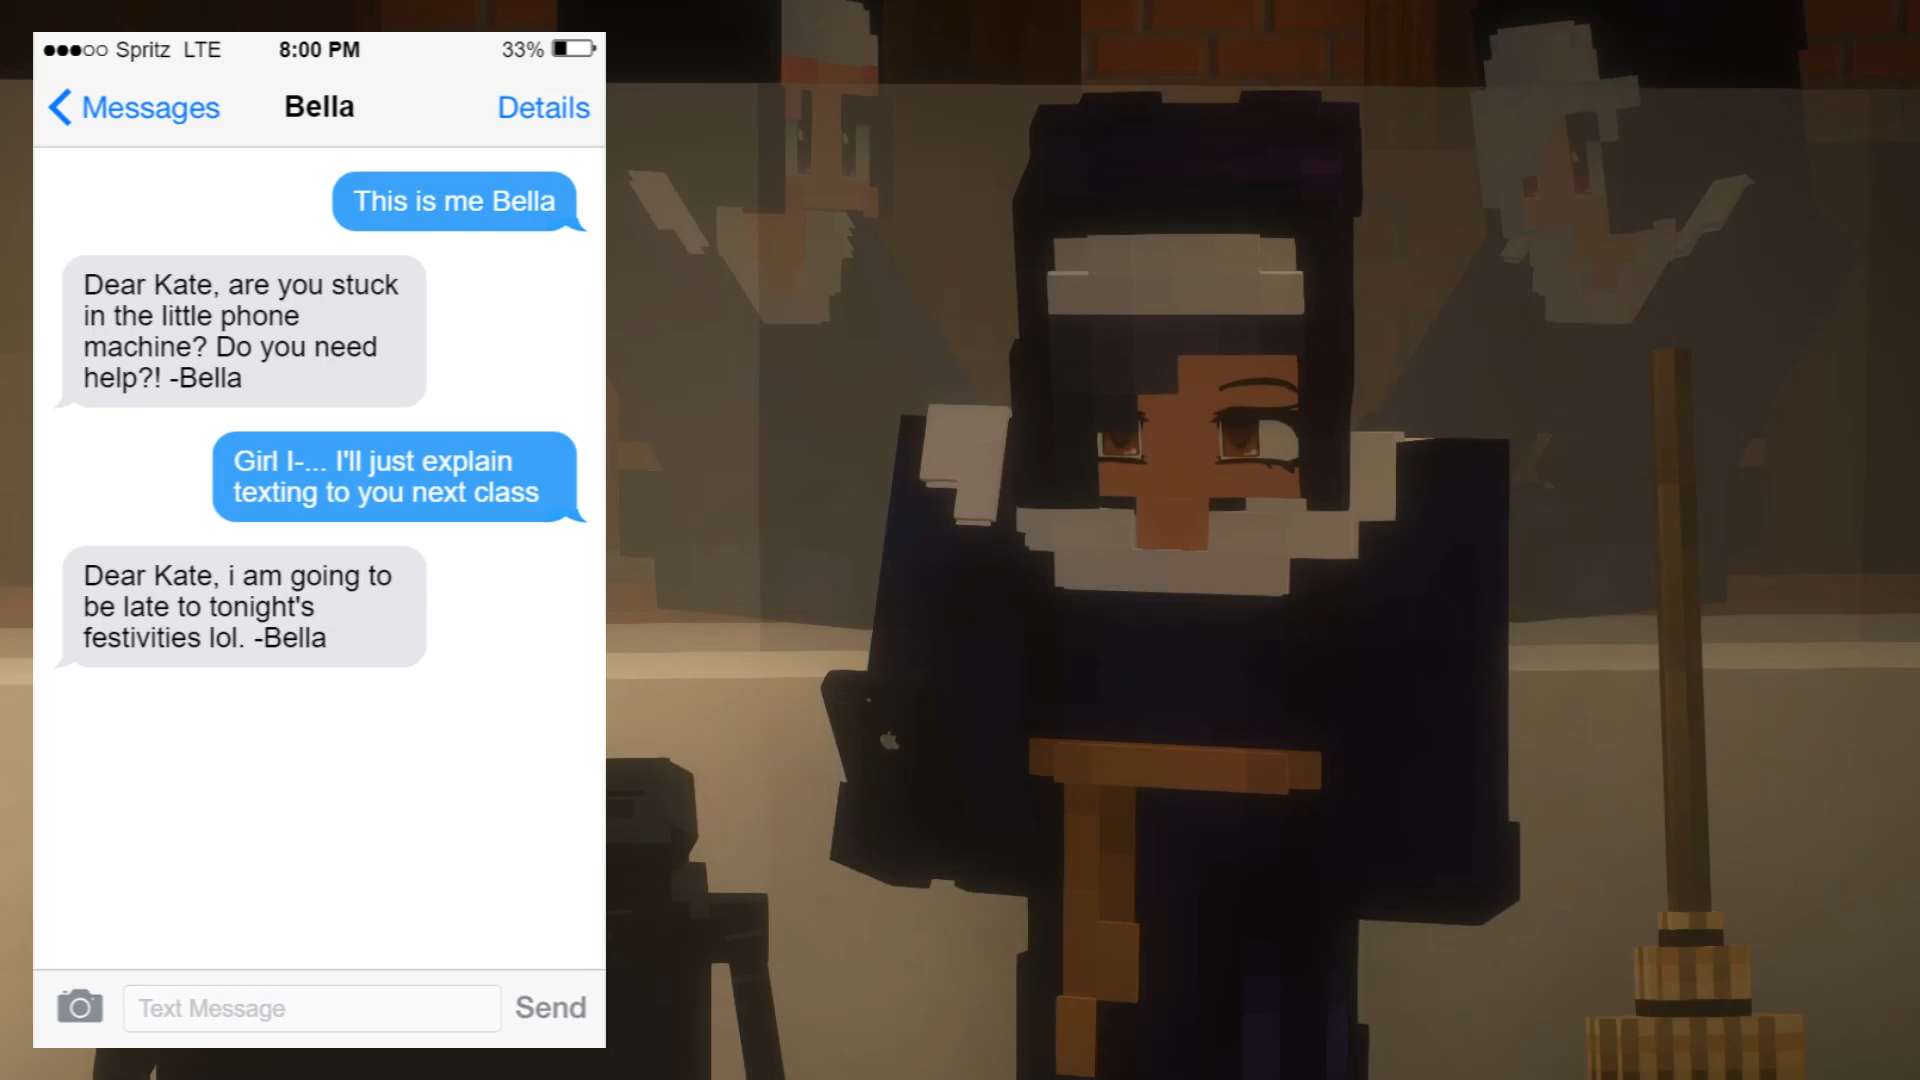 Spritz LTE 8:00 PM 33%
Messages Bella Details
This is me Bella
Dear Kate, are you stuck
in the little phone
machine? Do you need
help?! -Bella
Girl I-... I'll just explain
texting to you next class
Dear Kate, i am going to
be late to tonight's
festivities lol. -Bella
Text Message Send